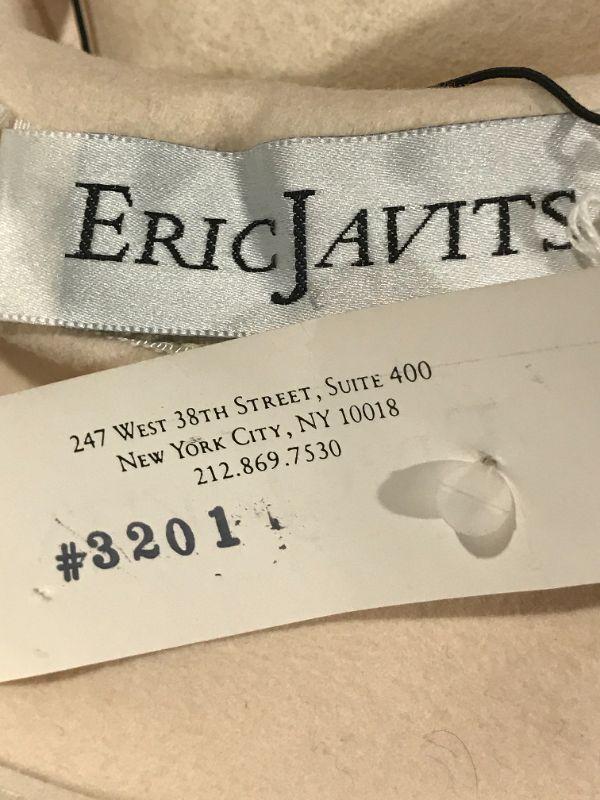 ERIC JAVITS
247 WEST 38TH STREET, SUITE 400
NEW YORK CITY, NY 10018
212.869.7530
#3201